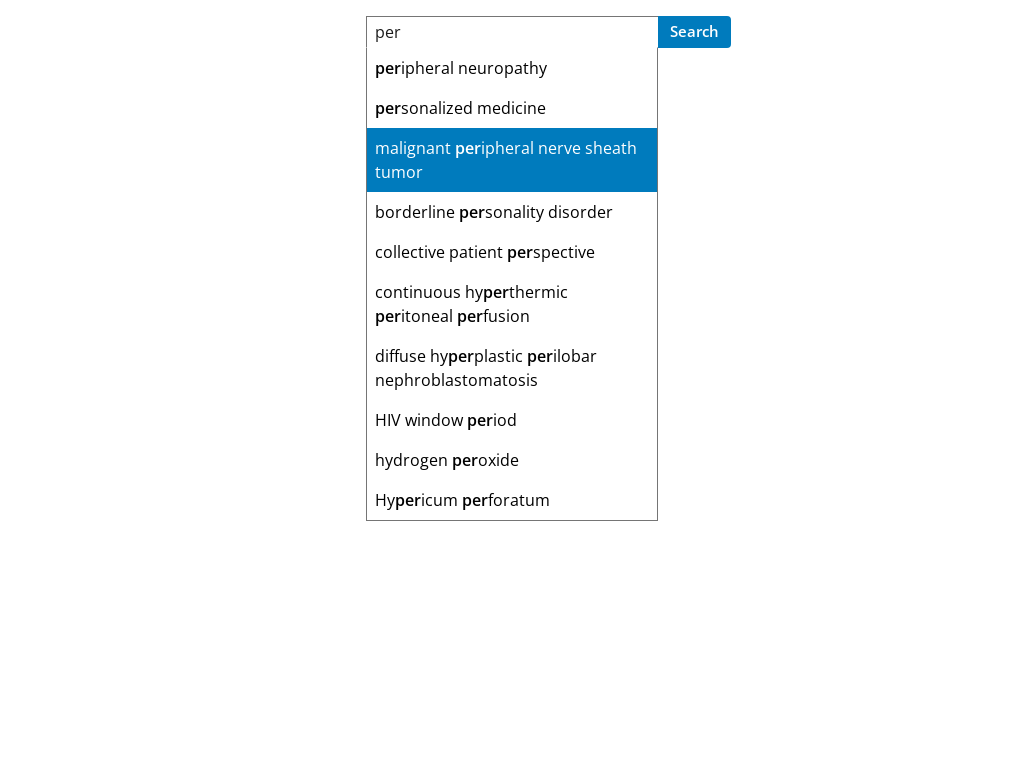 per
Search
peripheral neuropathy
personalized medicine
malignant peripheral nerve sheath
tumor
borderline personality disorder
collective patient perspective
continuous hyperthermic
peritoneal perfusion
diffuse hyperplastic perilobar
nephroblastomatosis
HIV window period
hydrogen peroxide
Hypericum perforatum